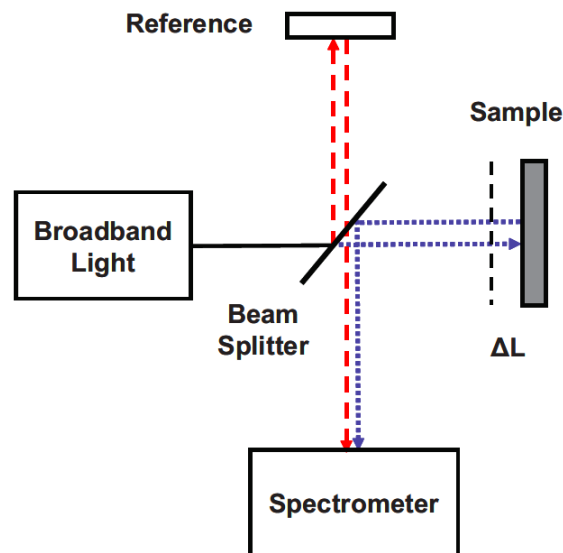 Reference
Sample
Broadband
Light
Beam
Splitter
ΔL
Spectrometer